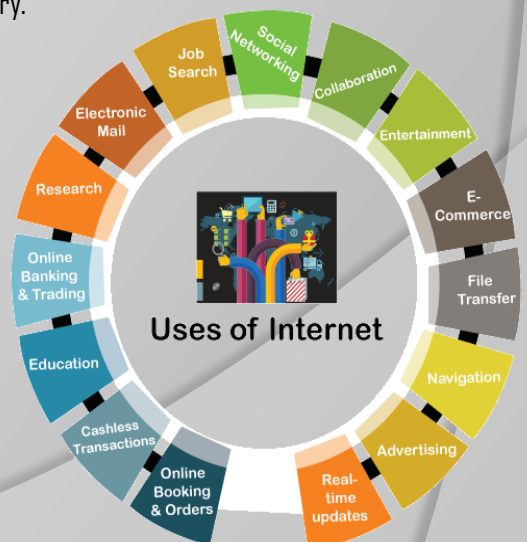 ry.
Social
Networking
Collaboration
Entertainment
E-
Commerce
File
Transfer
Navigation
Advertising
Real-
time
updates
Online
Booking
& Orders
Cashless
Transactions
Education
Online
Banking
& Trading
Research
Electronic
Mail
Job
Search
Uses of Internet